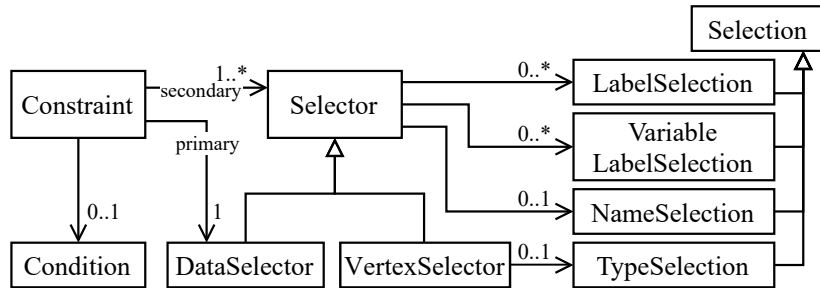 Selection
1..*
0..*
secondary
Constraint
Selector
LabelSelection
primary
0..*
Variable
LabelSelection
0..1
1
0..1
NameSelection
0..1
Condition
DataSelector
VertexSelector
TypeSelection